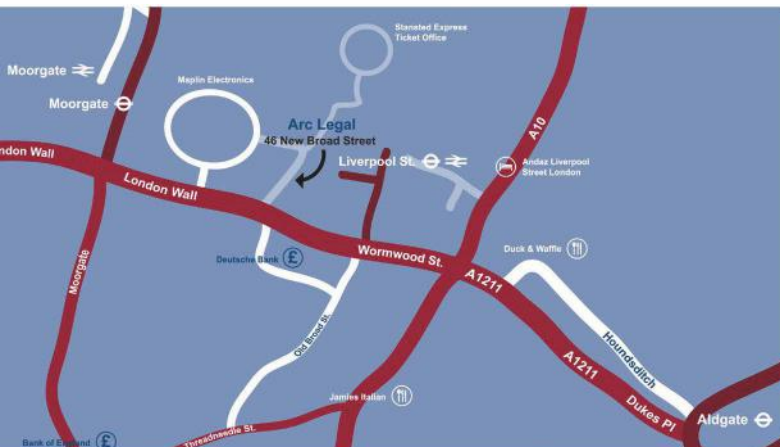 Stansted Express
Ticket Office
Moorgate
Maplin Electronics
Moorgate
Arc Legal
46 New Broad Street
A10
ndon Wall
Liverpool St.
Andaz Liverpool
Street London
London Wall
Moorgate
Deutsche Bank £
Wormwood St.
Duck & Waffle
A1211
Old Broad St.
Houndsditch
A1211
Jamies Italian
Dukes Pl
Aldgate
Threadneedle St.
Bank of England £